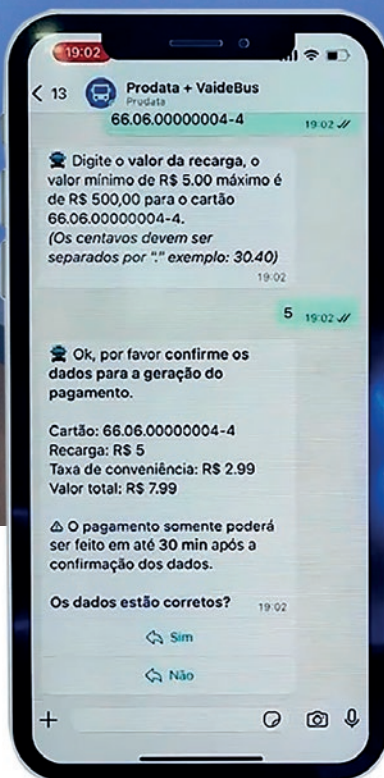 19:02
13
Prodata + VaideBus
Prodata
66.06.00000004-4
19:02
Digite o valor da recarga, o
valor mínimo de R$ 5.00 máximo é
de R$ 500,00 para o cartão
66.06.00000004-4.
(Os centavos devem ser
separados por "." exemplo: 30.40)
19:02
5 19:02
Ok, por favor confirme os
dados para a geração do
pagamento.
Cartão: 66.06.00000004-4
Recarga: R$ 5
Taxa de conveniência: R$ 2.99
Valor total: R$ 7.99
⚠ O pagamento somente poderá
ser feito em até 30 min após a
confirmação dos dados.
Os dados estão corretos? 19:02
Sim
Não